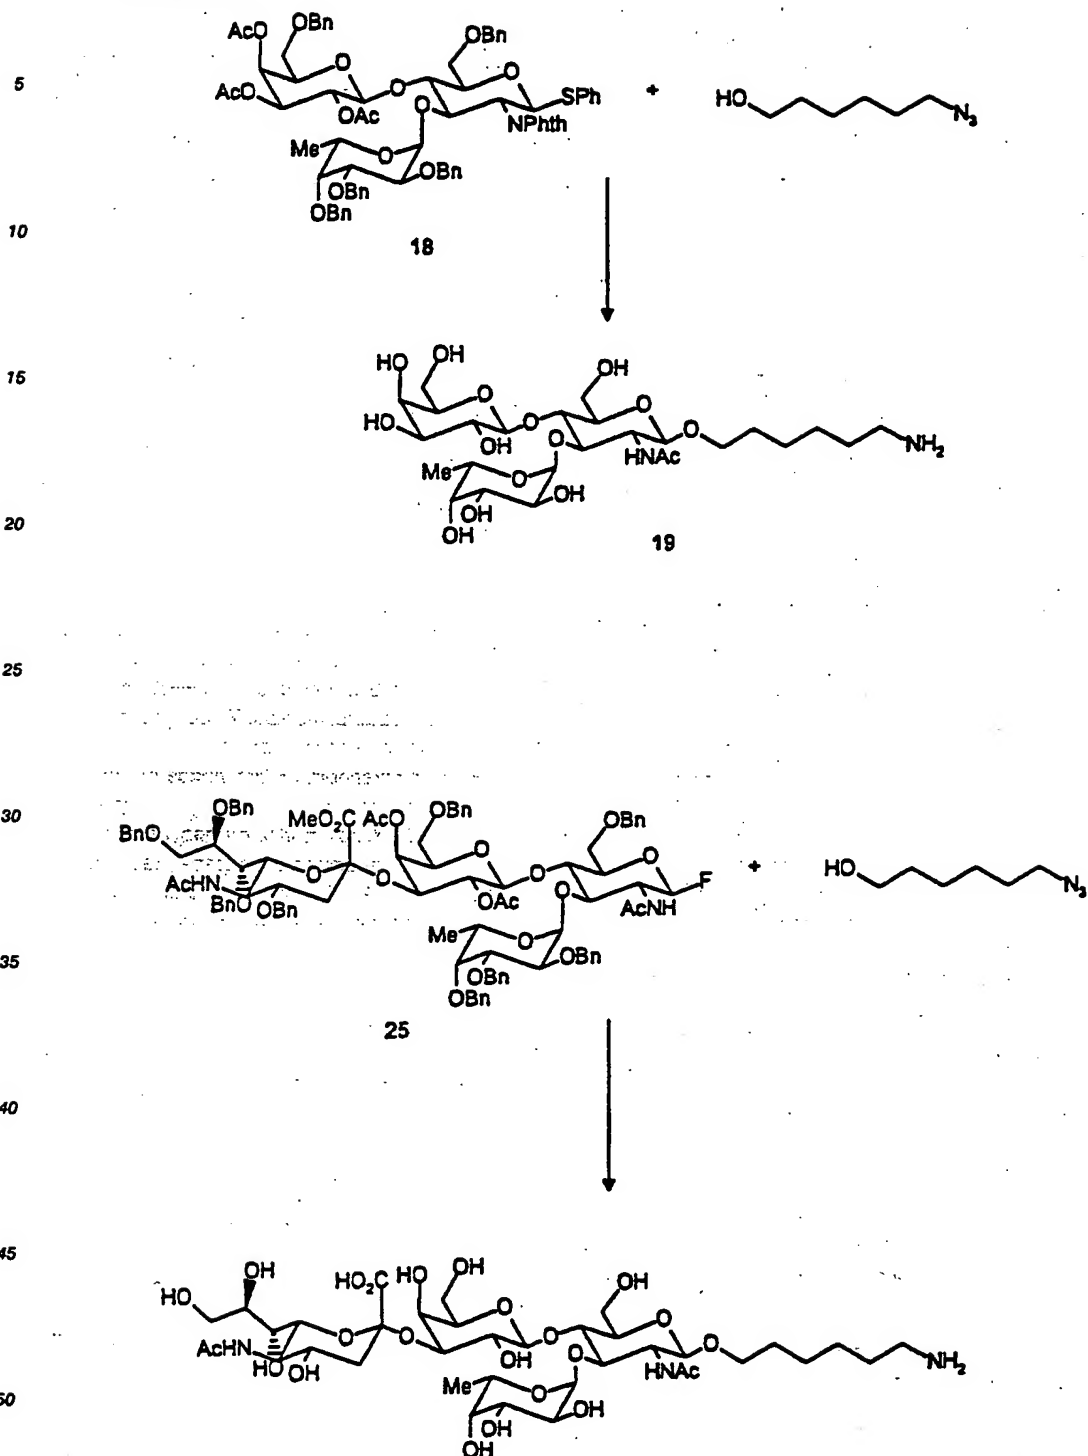 AcO OBn OBn
5
AcO O O O SPh + HO N₃
OAc O NPhth
Me O OBn
OBn
OBn
10
18
HO OH OH
15
HO O O O O NH₂
OH O HNAc
Me O OH
OH
OH
20
19
25
30
OBn MeO₂C AcO OBn OBn
BnO O O O O O F + HO N₃
AcHN BnO OBn OAc O AcNH
Me O OBn
35
OBn
OBn
25
40
45
OH HO₂C HO OH OH
HO O O O O O O NH₂
AcHN HO OH OH O HNAc
50
Me O OH
OH
OH